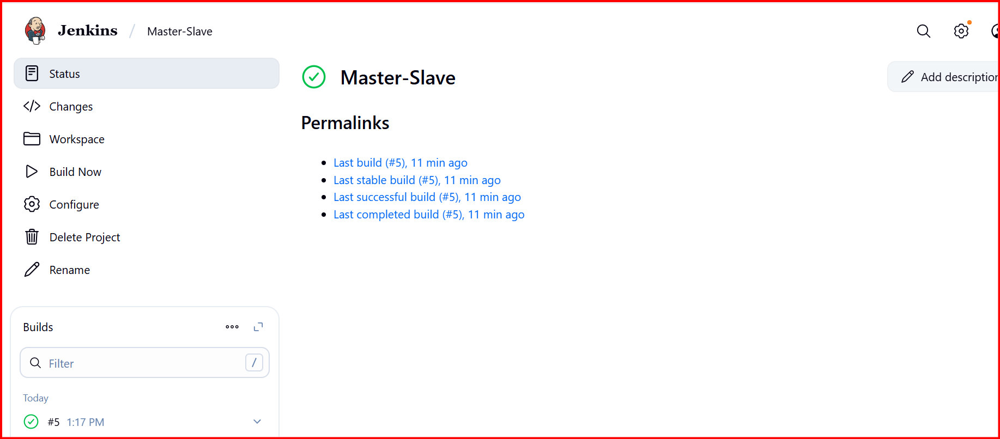 Jenkins / Master-Slave
Status
Changes
Workspace
Build Now
Configure
Delete Project
Rename
Builds
Filter /
Today
#5 1:17 PM
Master-Slave
Add description
Permalinks
Last build (#5), 11 min ago
Last stable build (#5), 11 min ago
Last successful build (#5), 11 min ago
Last completed build (#5), 11 min ago